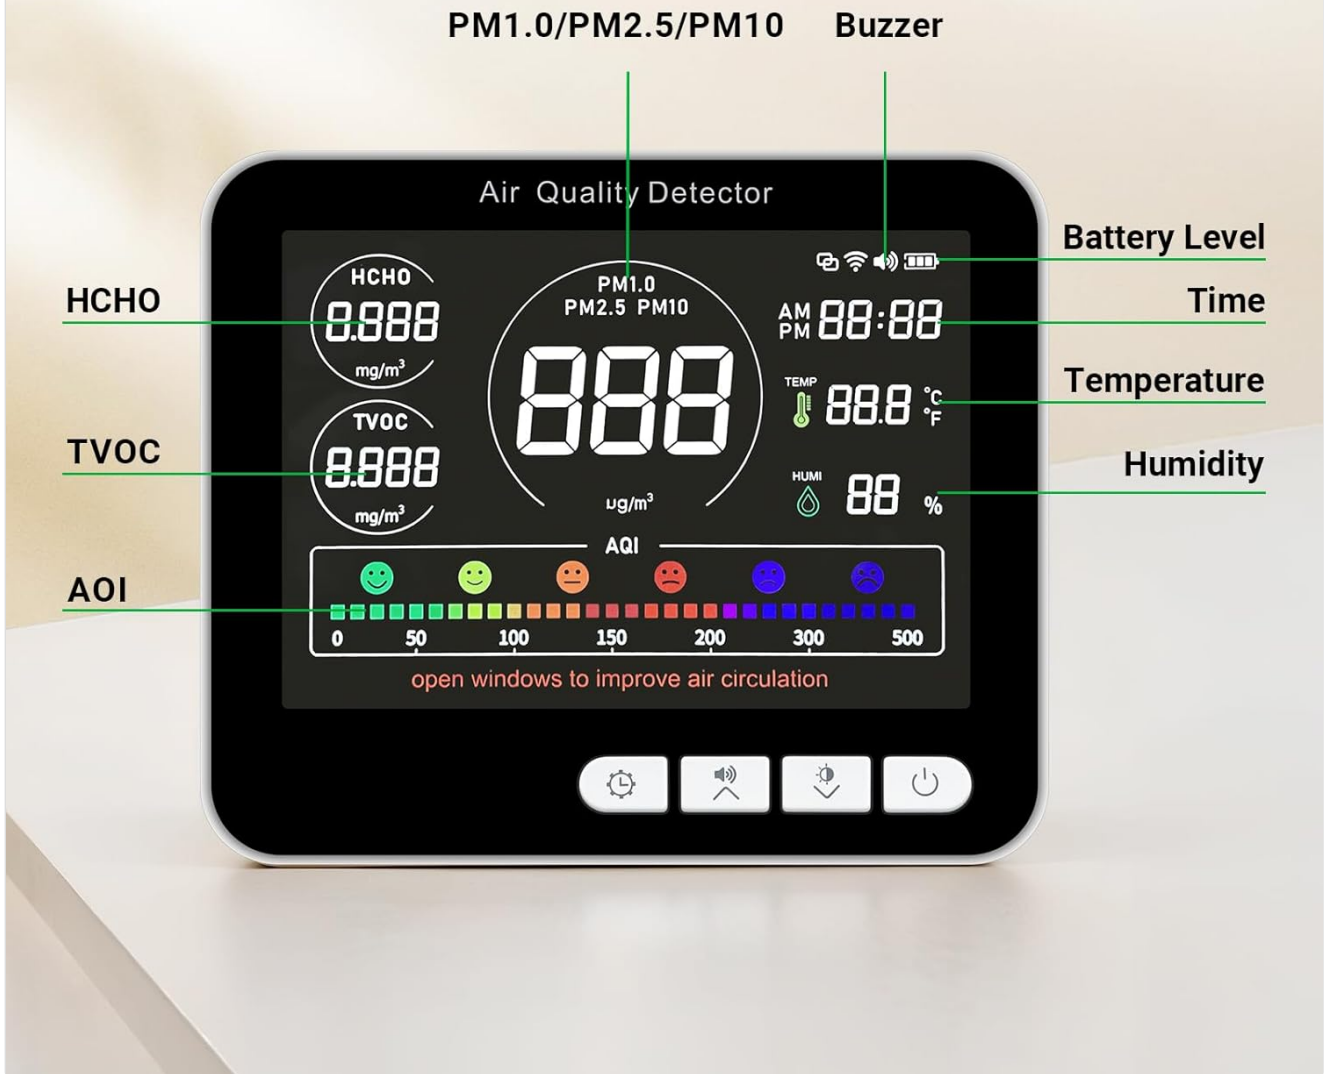 PM1.0/PM2.5/PM10 Buzzer
Air Quality Detector
Battery Level
Time
Temperature
Humidity
HCHO
TVOC
AOI
HCHO
8.888
mg/m³
TVOC
8.888
mg/m³
PM1.0
PM2.5 PM10
888
μg/m³
AM
PM
88:88
TEMP
88.8
°C
°F
HUMI
88 %
AQI
0 50 100 150 200 300 500
open windows to improve air circulation